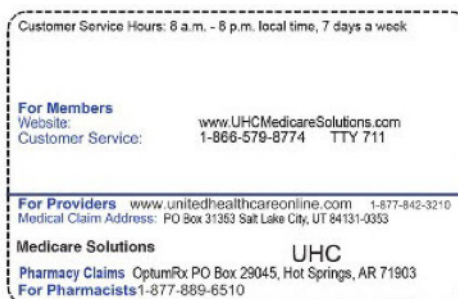 Customer Service Hours: 8 a.m. - 8 p.m. local time, 7 days a week
For Members
Website: www.UHCMedicareSolutions.com
Customer Service: 1-866-579-8774 TTY 711
For Providers www.unitedhealthcareonline.com 1-877-842-3210
Medical Claim Address: PO Box 31353 Salt Lake City, UT 84131-0353
Medicare Solutions UHC
Pharmacy Claims OptumRx PO Box 29045, Hot Springs, AR 71903
For Pharmacists 1-877-889-6510